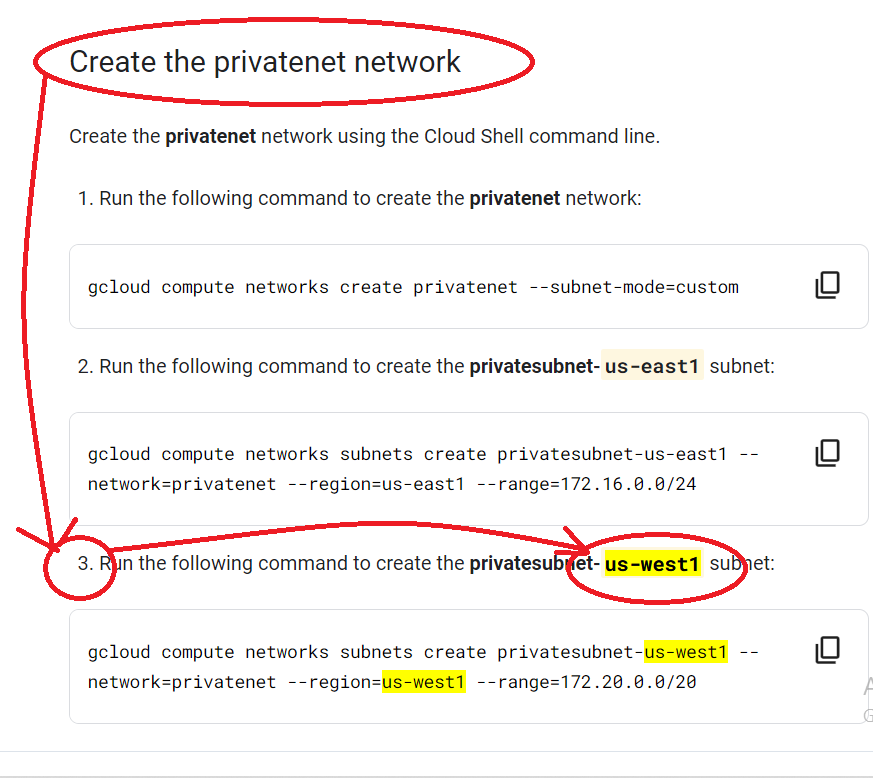 Create the privatenet network
Create the privatenet network using the Cloud Shell command line.
1. Run the following command to create the privatenet network:
gcloud compute networks create privatenet --subnet-mode=custom
2. Run the following command to create the privatesubnet- us-east1 subnet:
gcloud compute networks subnets create privatesubnet-us-east1 --
network=privatenet --region=us-east1 --range=172.16.0.0/24
3. Run the following command to create the privatesubnet- us-west1 subnet:
gcloud compute networks subnets create privatesubnet-us-west1 --
network=privatenet --region=us-west1 --range=172.20.0.0/20